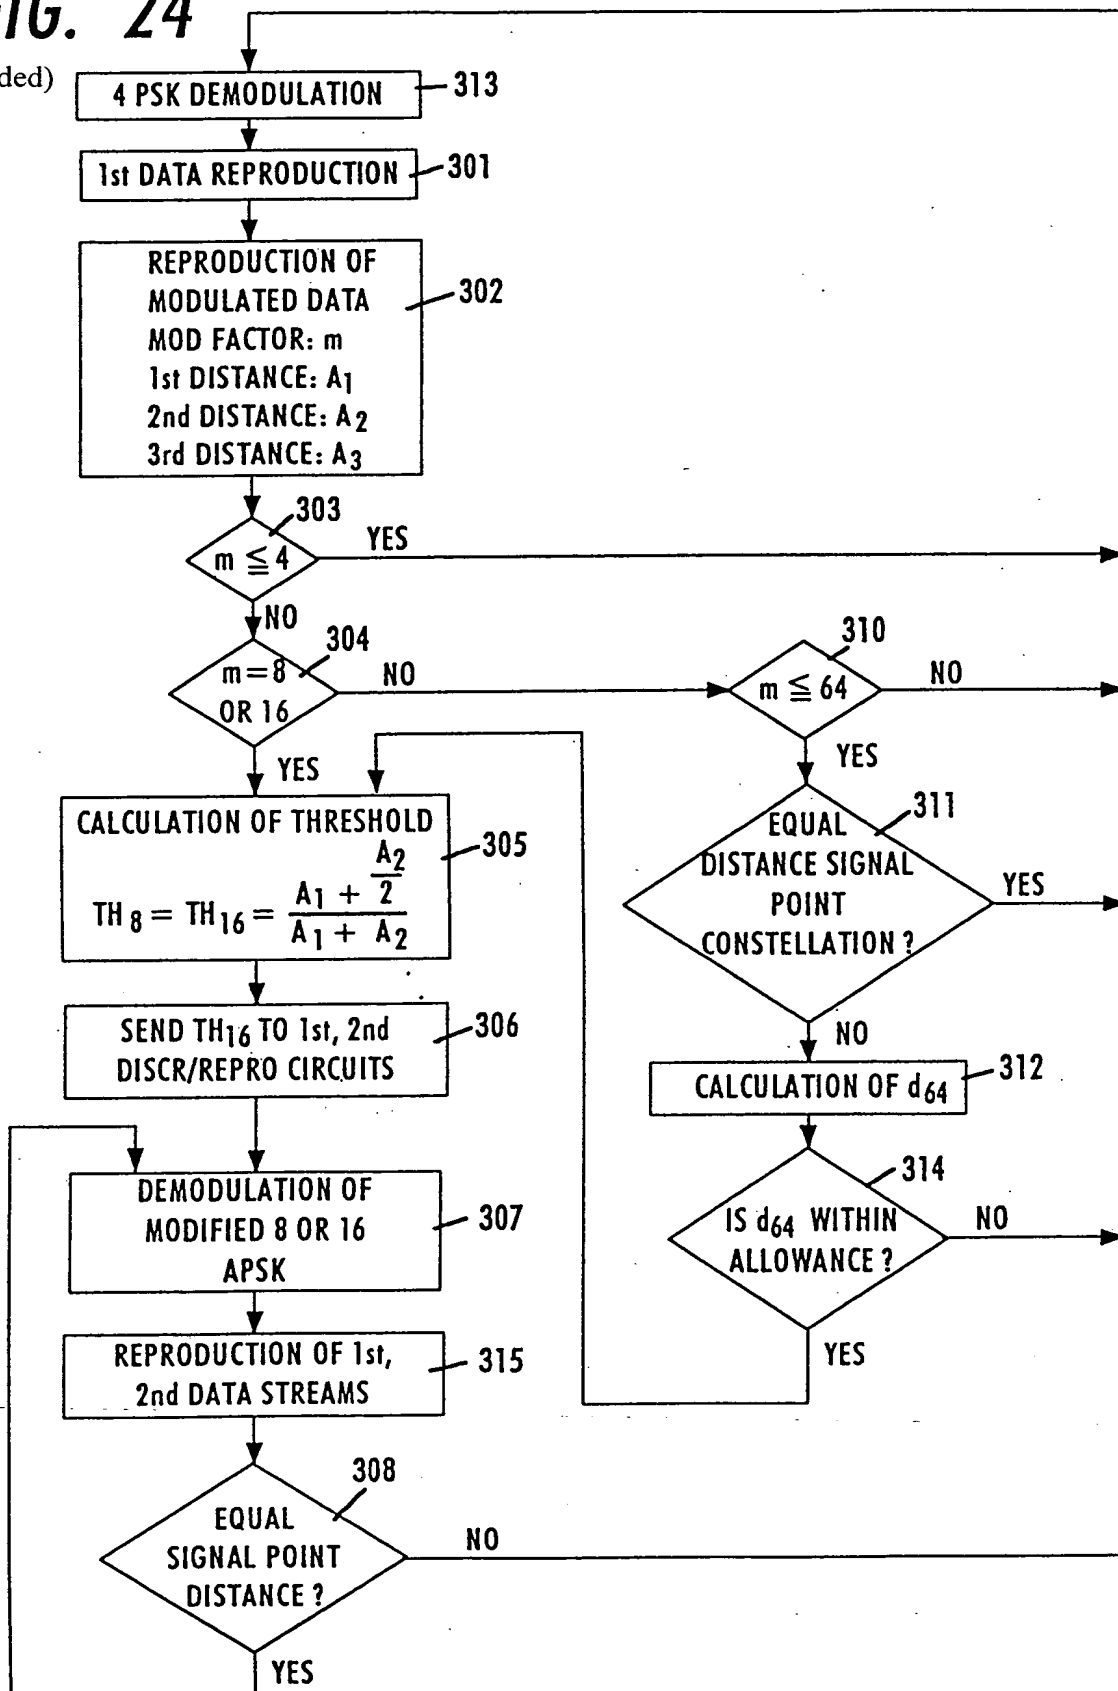 FIG. 24
ded)
4 PSK DEMODULATION
313
1st DATA REPRODUCTION
301
REPRODUCTION OF
MODULATED DATA
MOD FACTOR: m
1st DISTANCE: A1
2nd DISTANCE: A2
3rd DISTANCE: A3
302
303
m ≦ 4
YES
NO
304
m = 8
OR 16
NO
YES
310
m ≦ 64
NO
YES
CALCULATION OF THRESHOLD
TH8 = TH16 = (A1 + A2/2) / (A1 + A2)
305
311
EQUAL
DISTANCE SIGNAL
POINT
CONSTELLATION ?
YES
NO
SEND TH16 TO 1st, 2nd
DISCR/REPRO CIRCUITS
306
CALCULATION OF d64
312
DEMODULATION OF
MODIFIED 8 OR 16
APSK
307
314
IS d64 WITHIN
ALLOWANCE ?
NO
YES
REPRODUCTION OF 1st,
2nd DATA STREAMS
315
308
EQUAL
SIGNAL POINT
DISTANCE ?
NO
YES